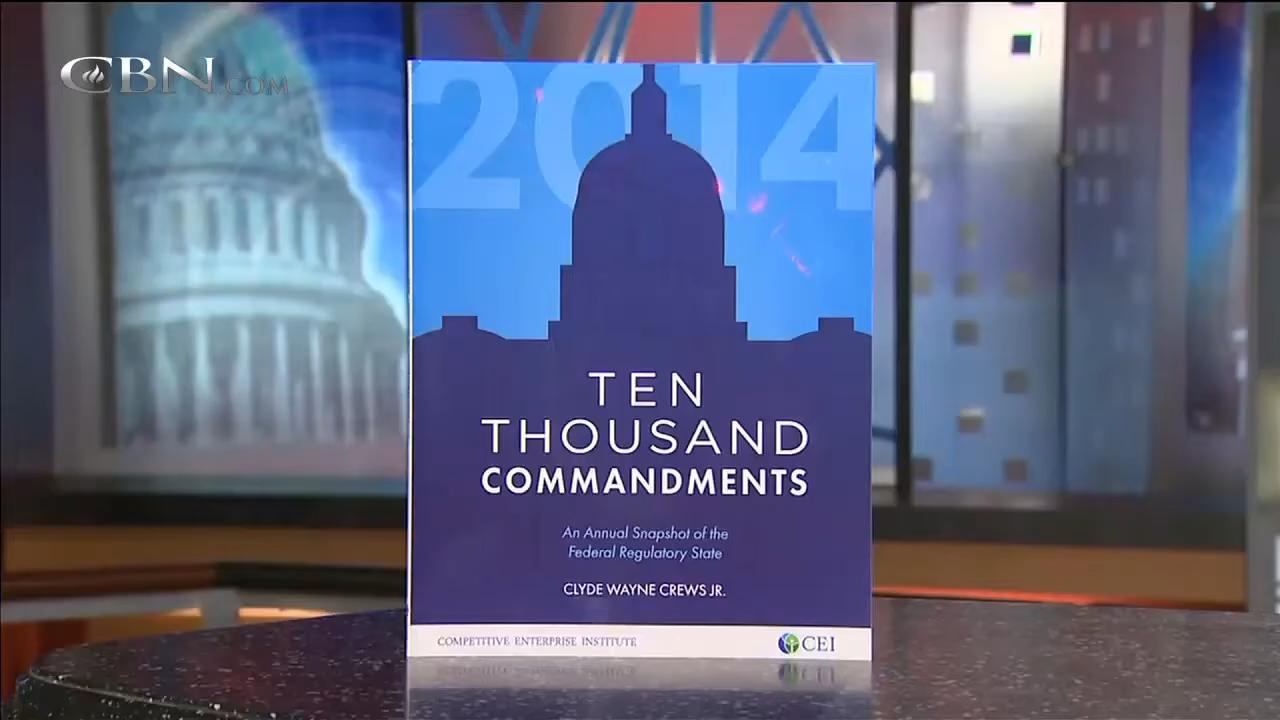 CBN.COM
2014
TEN
THOUSAND
COMMANDMENTS
An Annual Snapshot of the
Federal Regulatory State
CLYDE WAYNE CREWS JR.
COMPETITIVE ENTERPRISE INSTITUTE
CEI